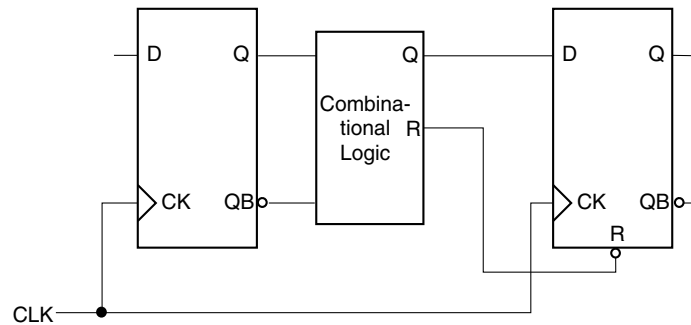 D Q
CK QB
Q
Combina-
tional R
Logic
D Q
CK QB
R
CLK